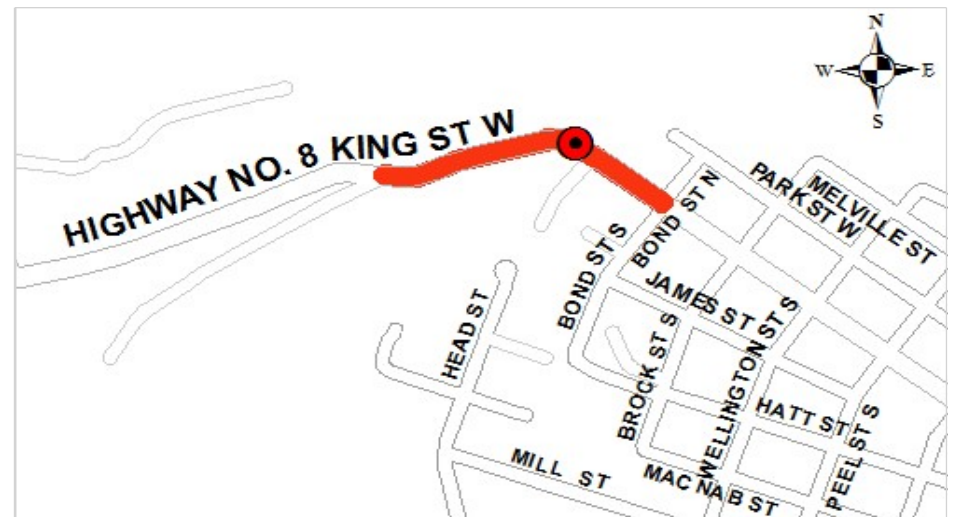 N
W E
S
HIGHWAY NO. 8 KING ST W
PARK ST W
MELVILLE ST
BOND ST N
BOND ST S
JAMES ST
HEAD ST
BROCK ST S
WELLINGTON ST S
HATT ST
PEEL ST S
MILL ST
MAC NAB ST